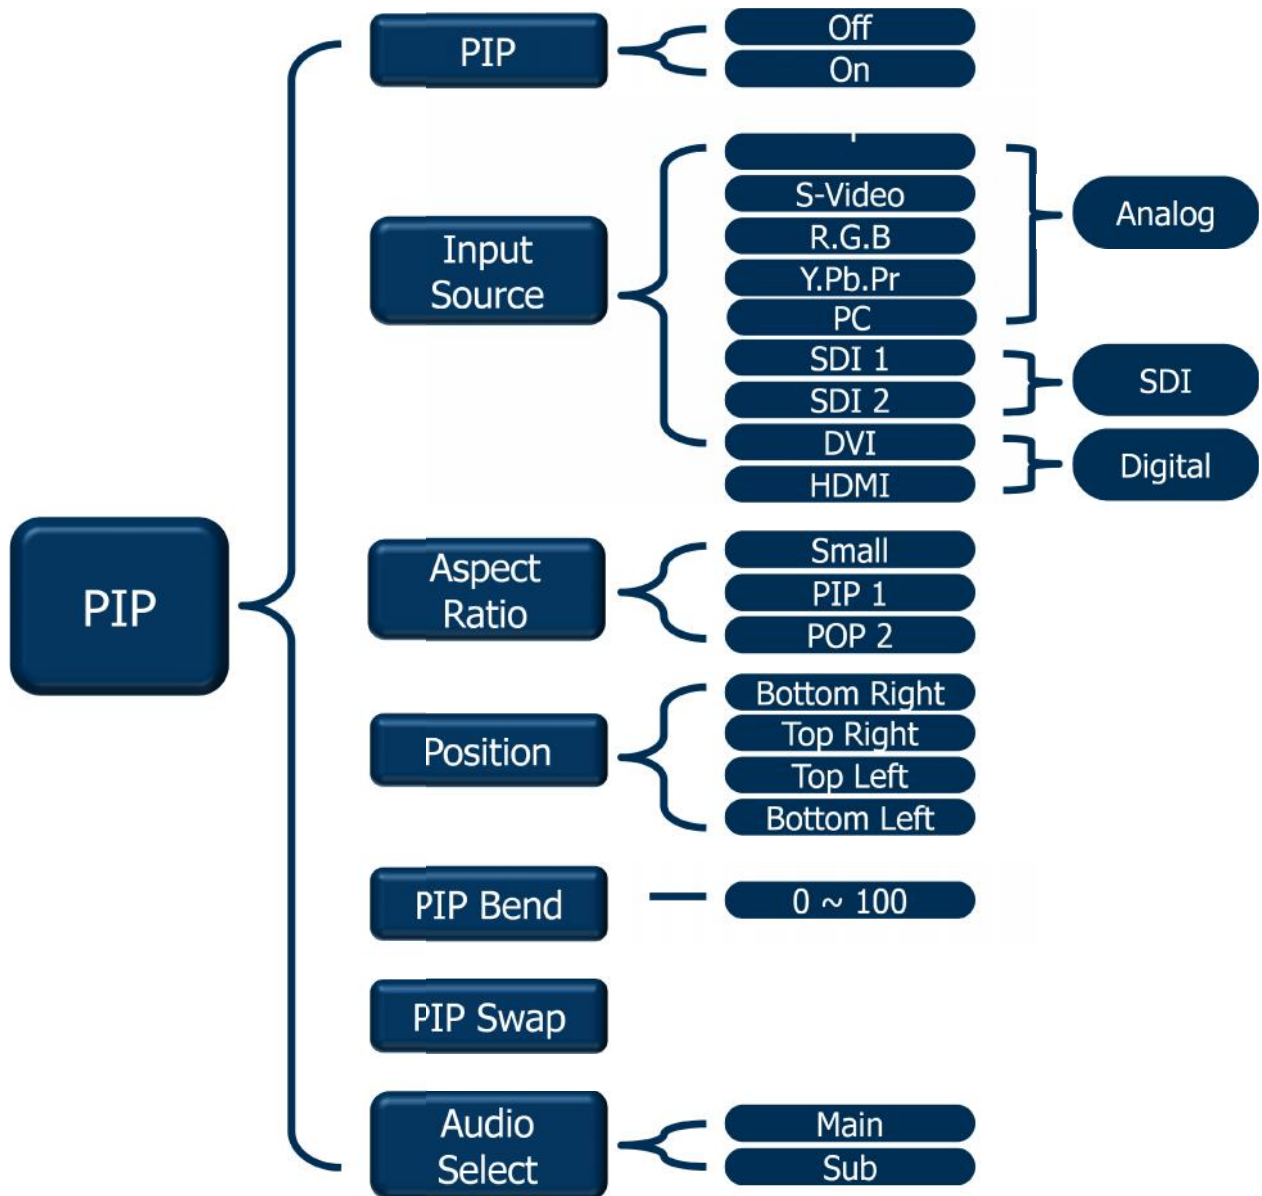 PIP
PIP
Off
On
Input
Source
S-Video
R.G.B
Y.Pb.Pr
PC
SDI 1
SDI 2
DVI
HDMI
Analog
SDI
Digital
Aspect
Ratio
Small
PIP 1
POP 2
Position
Bottom Right
Top Right
Top Left
Bottom Left
PIP Bend
0 ~ 100
PIP Swap
Audio
Select
Main
Sub